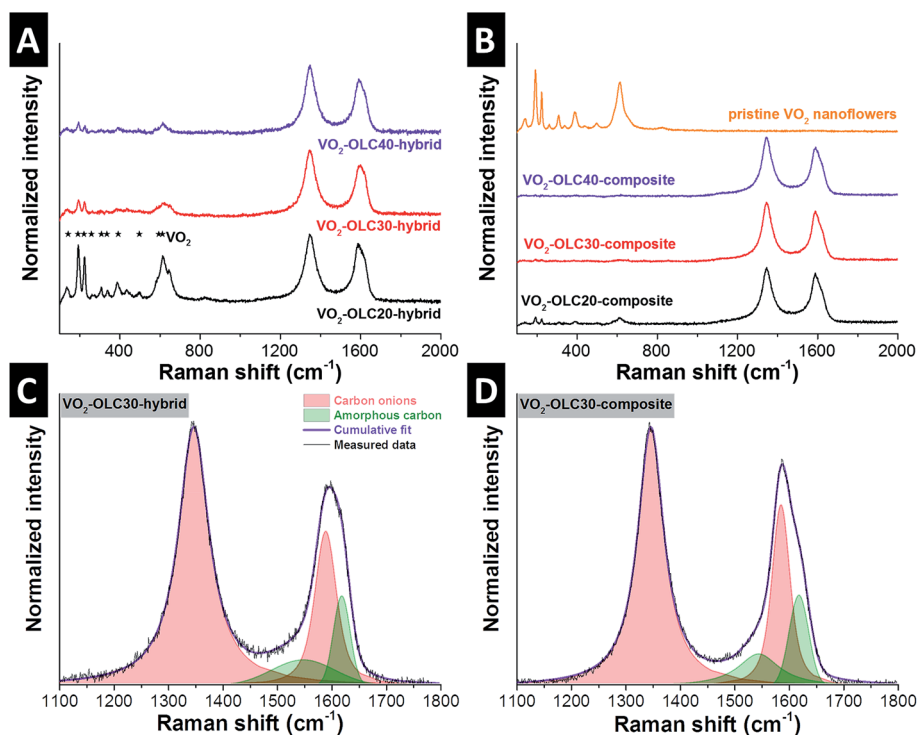 A
Normalized intensity
VO₂-OLC40-hybrid
VO₂-OLC30-hybrid
★ ★ ★ ★ ★ ★ ★ ★ ★ ★ VO₂
VO₂-OLC20-hybrid
400 800 1200 1600 2000
Raman shift (cm⁻¹)
B
Normalized intensity
pristine VO₂ nanoflowers
VO₂-OLC40-composite
VO₂-OLC30-composite
VO₂-OLC20-composite
400 800 1200 1600 2000
Raman shift (cm⁻¹)
C
Normalized intensity
VO₂-OLC30-hybrid
Carbon onions
Amorphous carbon
Cumulative fit
Measured data
1100 1200 1300 1400 1500 1600 1700 1800
Raman shift (cm⁻¹)
D
Normalized intensity
VO₂-OLC30-composite
1100 1200 1300 1400 1500 1600 1700 1800
Raman shift (cm⁻¹)